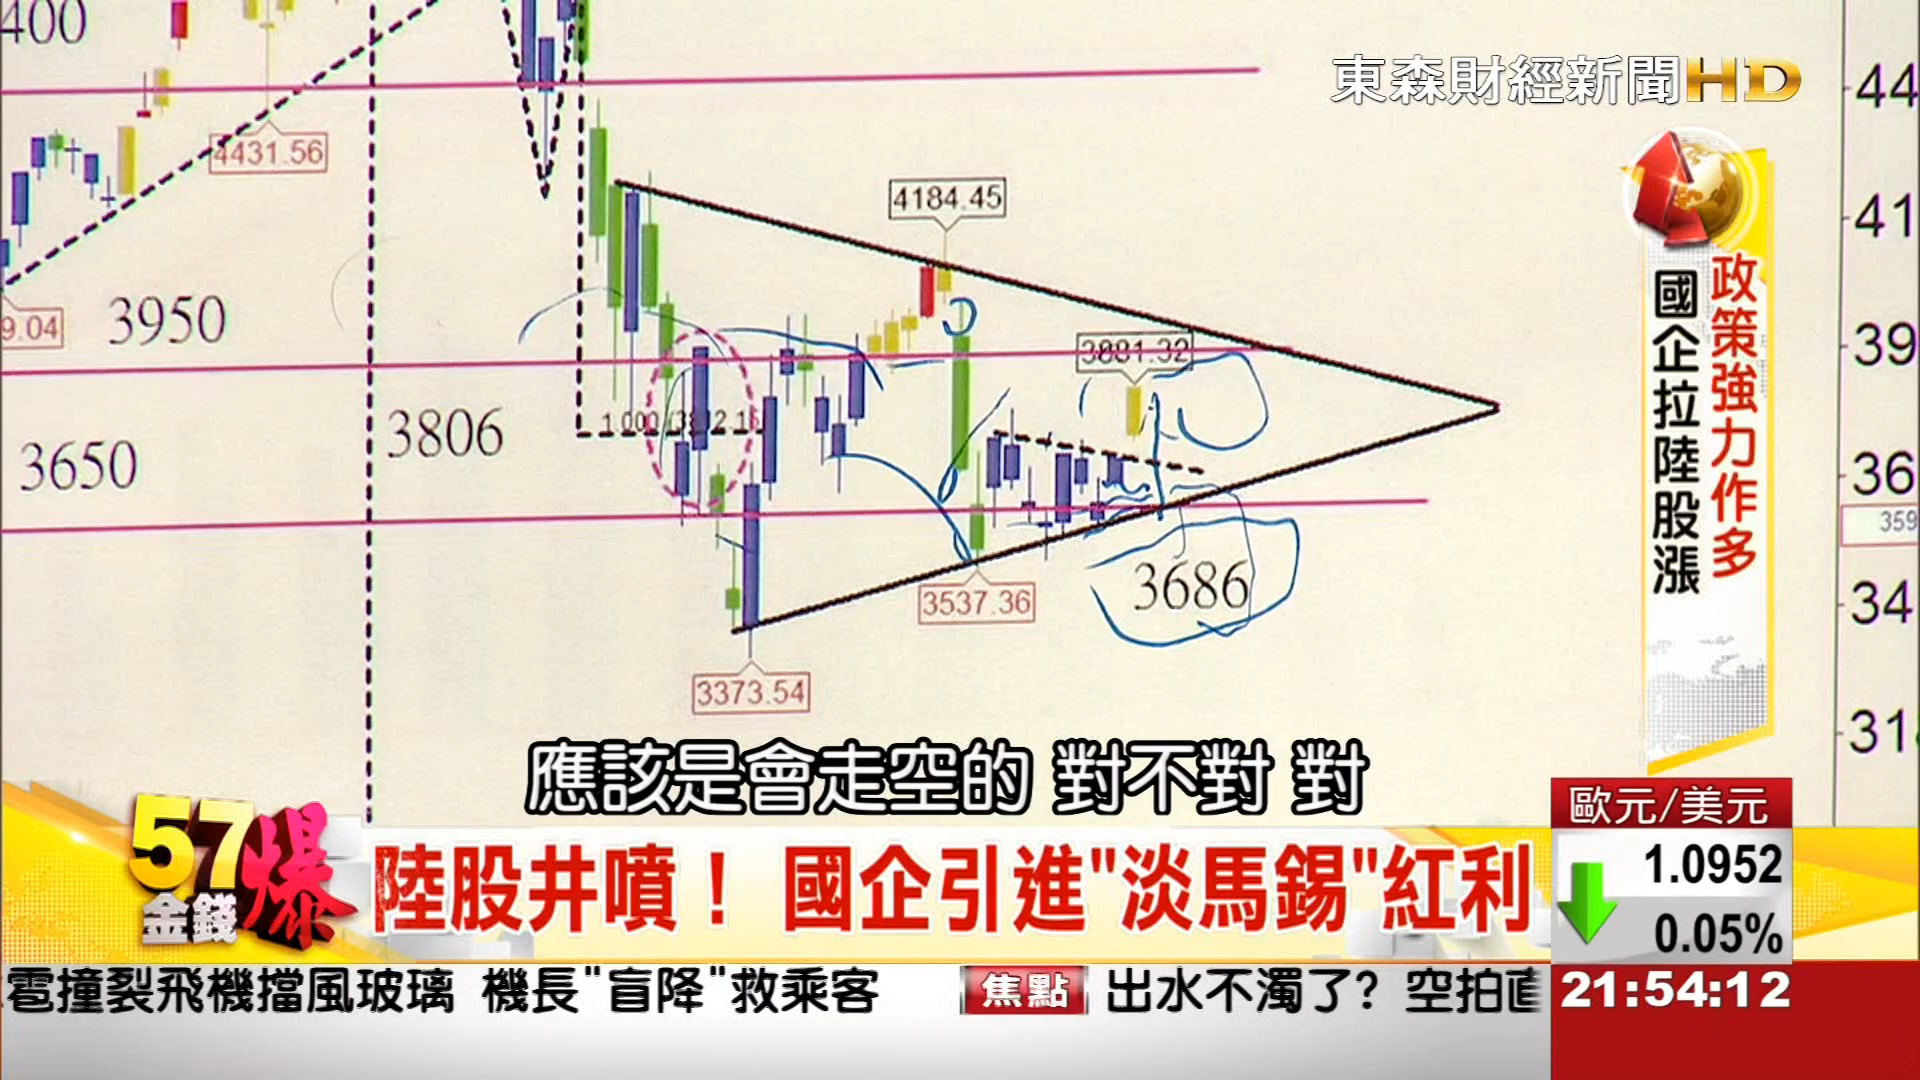 400
東森財經新聞HD
44
4431.56
4184.45
41
9.04
3950
3881.32
39
政策強力作多
國企拉陸股漲
3806
3650
36
359
3537.36
3686
34
3373.54
31
應該是會走空的 對不對 對
歐元/美元
57金錢爆
陸股井噴! 國企引進"淡馬錫"紅利
1.0952
0.05%
雹撞裂飛機擋風玻璃 機長"盲降"救乘客
焦點
出水不濁了? 空拍
21:54:12